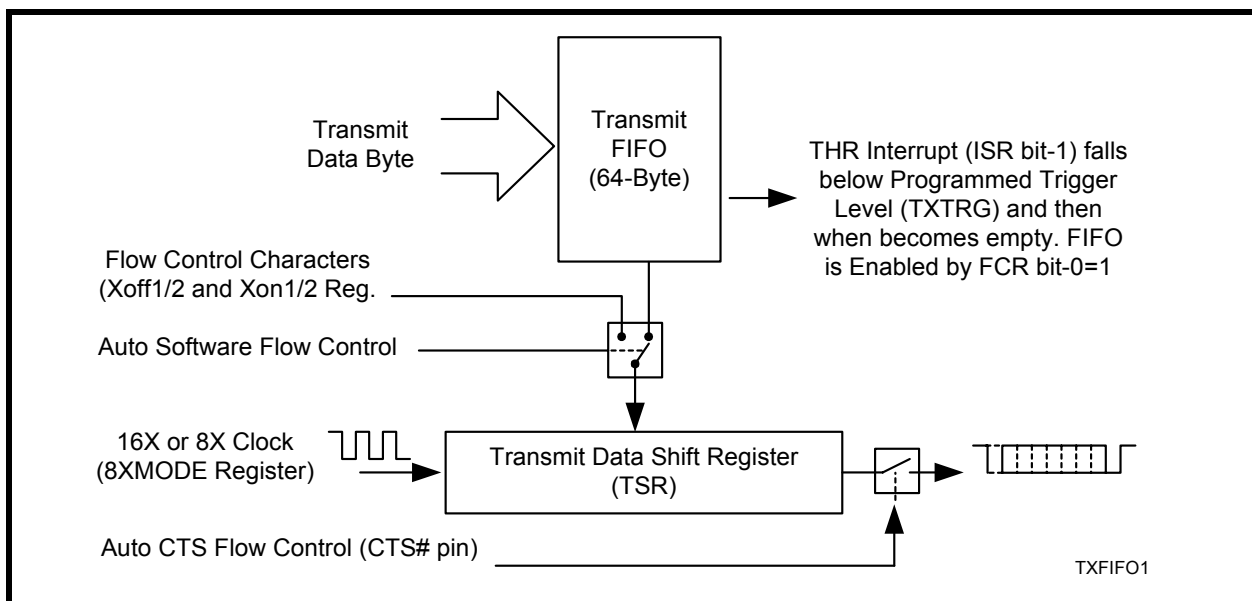 Transmit
Data Byte
Transmit
FIFO
(64-Byte)
THR Interrupt (ISR bit-1) falls
below Programmed Trigger
Level (TXTRG) and then
when becomes empty. FIFO
is Enabled by FCR bit-0=1
Flow Control Characters
(Xoff1/2 and Xon1/2 Reg.
Auto Software Flow Control
16X or 8X Clock
(8XMODE Register)
Transmit Data Shift Register
(TSR)
Auto CTS Flow Control (CTS# pin)
TXFIFO1